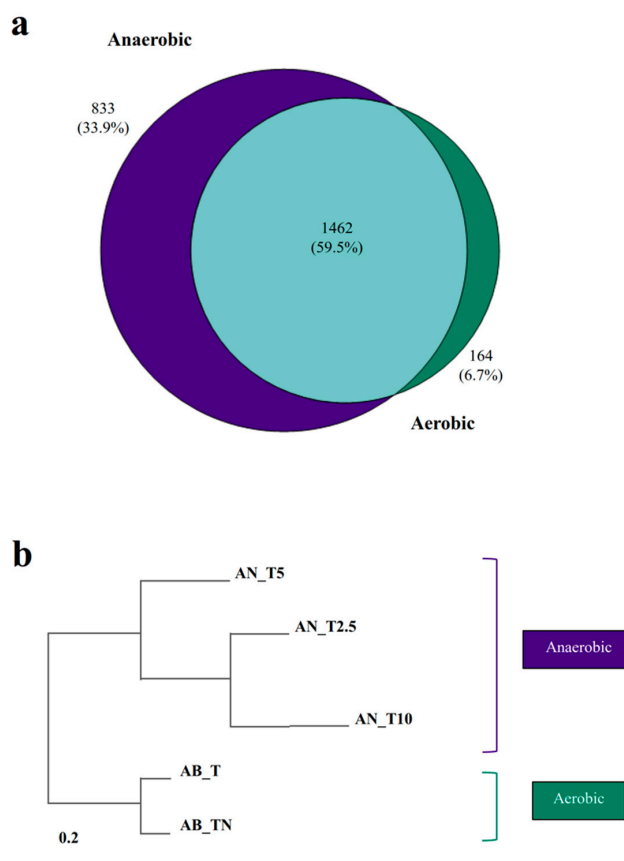 a
Anaerobic
833
(33.9%)
1462
(59.5%)
164
(6.7%)
Aerobic
b
AN_T5
AN_T2.5
Anaerobic
AN_T10
AB_T
Aerobic
AB_TN
0.2